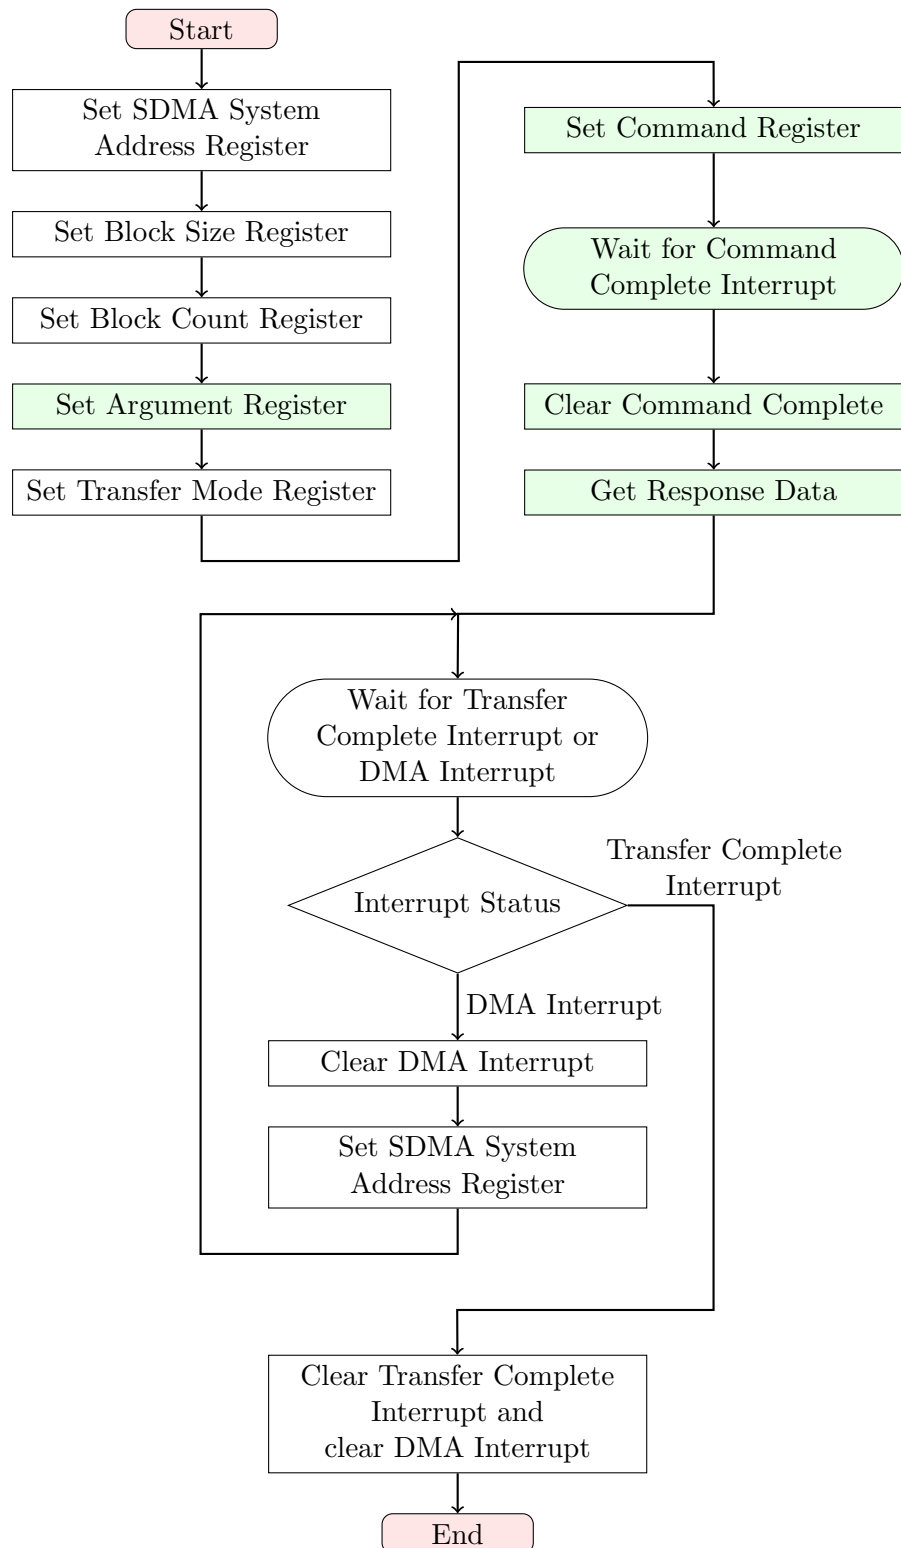 Start
Set SDMA System
Address Register
Set Block Size Register
Set Block Count Register
Set Argument Register
Set Transfer Mode Register
Set Command Register
Wait for Command
Complete Interrupt
Clear Command Complete
Get Response Data
Wait for Transfer
Complete Interrupt or
DMA Interrupt
Interrupt Status
Transfer Complete
Interrupt
DMA Interrupt
Clear DMA Interrupt
Set SDMA System
Address Register
Clear Transfer Complete
Interrupt and
clear DMA Interrupt
End